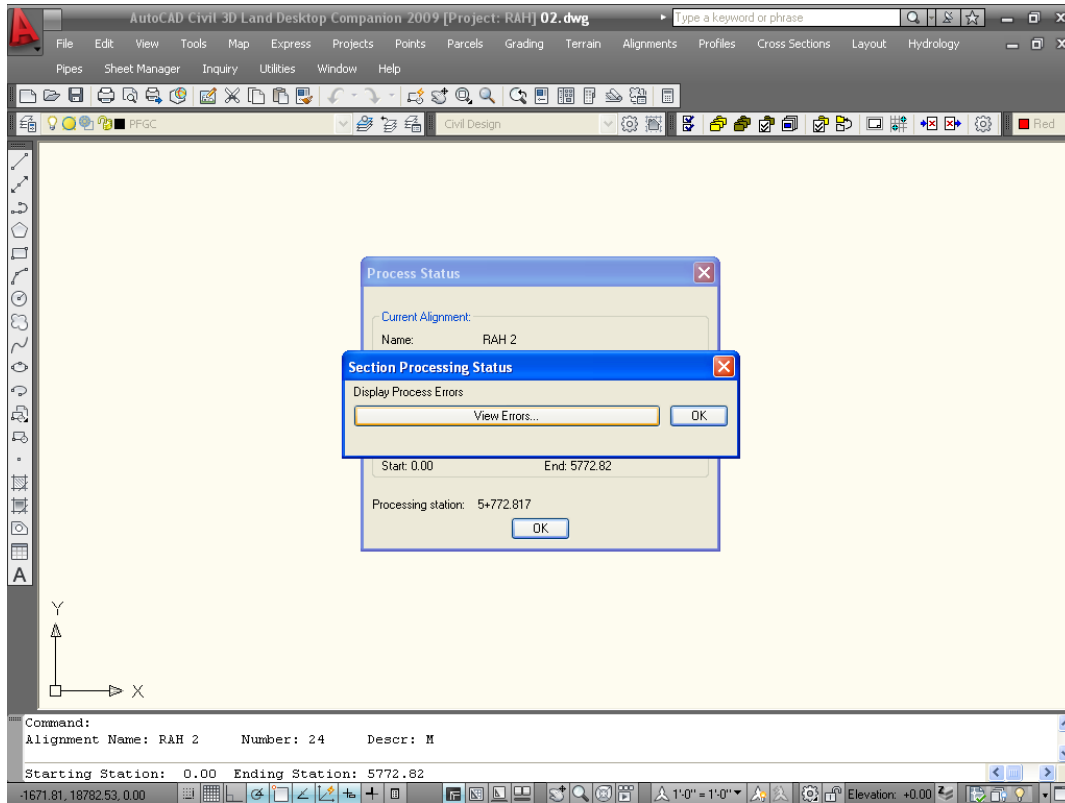 AutoCAD Civil 3D Land Desktop Companion 2009 [Project: RAH] 02.dwg
Type a keyword or phrase
File Edit View Tools Map Express Projects Points Parcels Grading Terrain Alignments Profiles Cross Sections Layout Hydrology
Pipes Sheet Manager Inquiry Utilities Window Help
PFGC Civil Design Red
Process Status
Current Alignment:
Name: RAH 2
Section Processing Status
Display Process Errors
View Errors... OK
Start: 0.00 End: 5772.82
Processing station: 5+772.817
OK
A
Y
X
Command:
Alignment Name: RAH 2 Number: 24 Descr: M
Starting Station: 0.00 Ending Station: 5772.82
-1671.81, 18782.53, 0.00 1'-0" = 1'-0" Elevation: +0.00